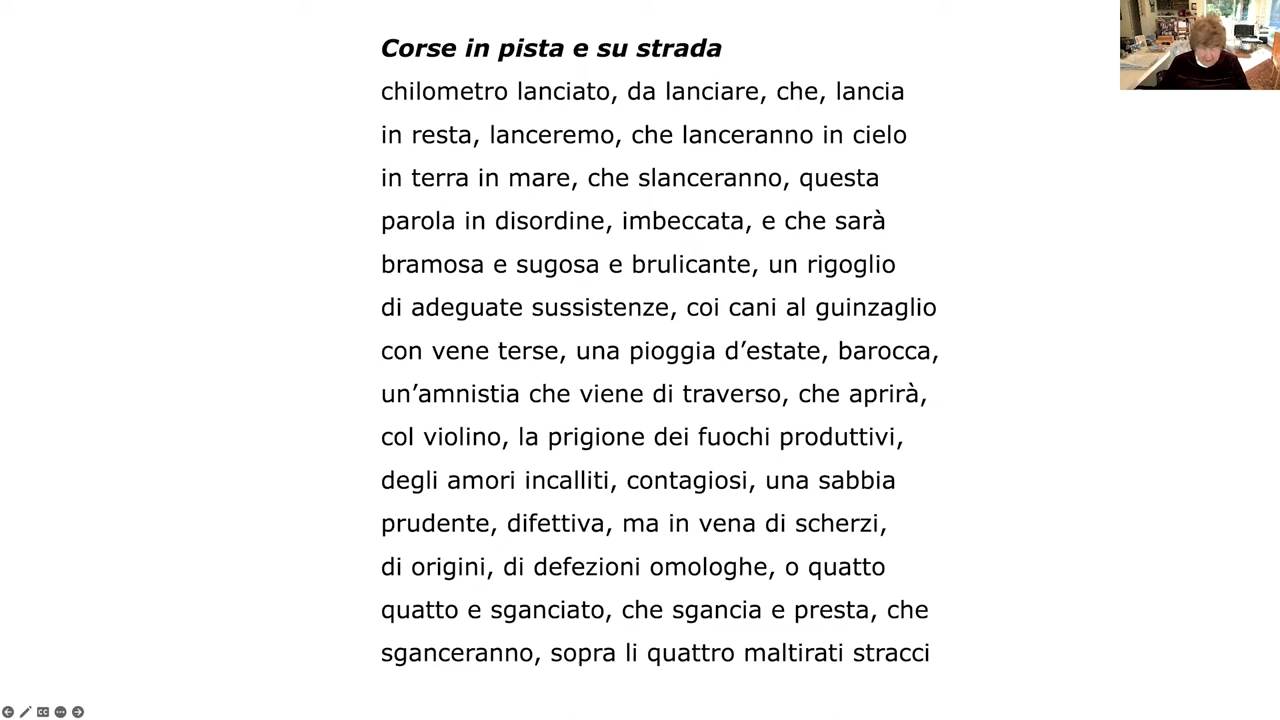 Corse in pista e su strada
chilometro lanciato, da lanciare, che, lancia
in resta, lanceremo, che lanceranno in cielo
in terra in mare, che slanceranno, questa
parola in disordine, imbeccata, e che sarà
bramosa e sugosa e brulicante, un rigoglio
di adeguate sussistenze, coi cani al guinzaglio
con vene terse, una pioggia d’estate, barocca,
un’amnistia che viene di traverso, che aprirà,
col violino, la prigione dei fuochi produttivi,
degli amori incalliti, contagiosi, una sabbia
prudente, difettiva, ma in vena di scherzi,
di origini, di defezioni omologhe, o quatto
quatto e sganciato, che sgancia e presta, che
sganceranno, sopra li quattro maltirati stracci